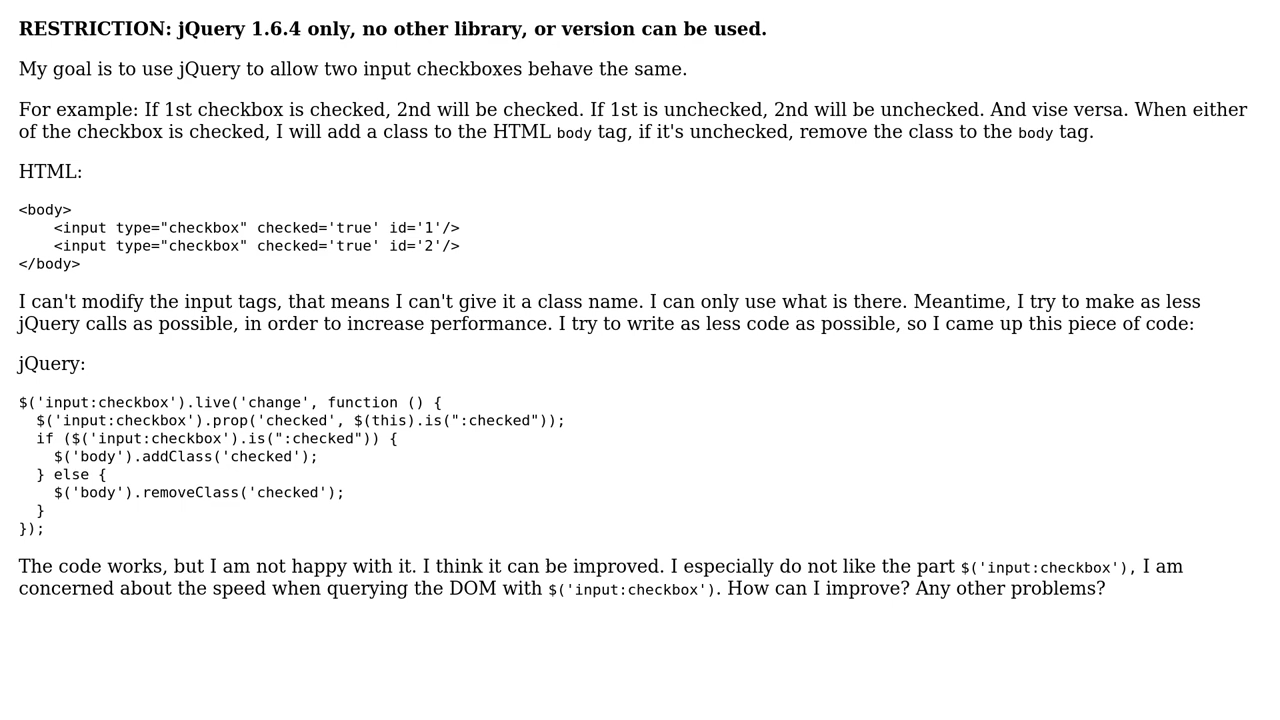 RESTRICTION: jQuery 1.6.4 only, no other library, or version can be used.
My goal is to use jQuery to allow two input checkboxes behave the same.
For example: If 1st checkbox is checked, 2nd will be checked. If 1st is unchecked, 2nd will be unchecked. And vise versa. When either
of the checkbox is checked, I will add a class to the HTML body tag, if it's unchecked, remove the class to the body tag.
HTML:
<body>
    <input type="checkbox" checked='true' id='1'/>
    <input type="checkbox" checked='true' id='2'/>
</body>
I can't modify the input tags, that means I can't give it a class name. I can only use what is there. Meantime, I try to make as less
jQuery calls as possible, in order to increase performance. I try to write as less code as possible, so I came up this piece of code:
jQuery:
$('input:checkbox').live('change', function () {
  $('input:checkbox').prop('checked', $(this).is(":checked"));
  if ($('input:checkbox').is(":checked")) {
    $('body').addClass('checked');
  } else {
    $('body').removeClass('checked');
  }
});
The code works, but I am not happy with it. I think it can be improved. I especially do not like the part $('input:checkbox'), I am
concerned about the speed when querying the DOM with $('input:checkbox'). How can I improve? Any other problems?